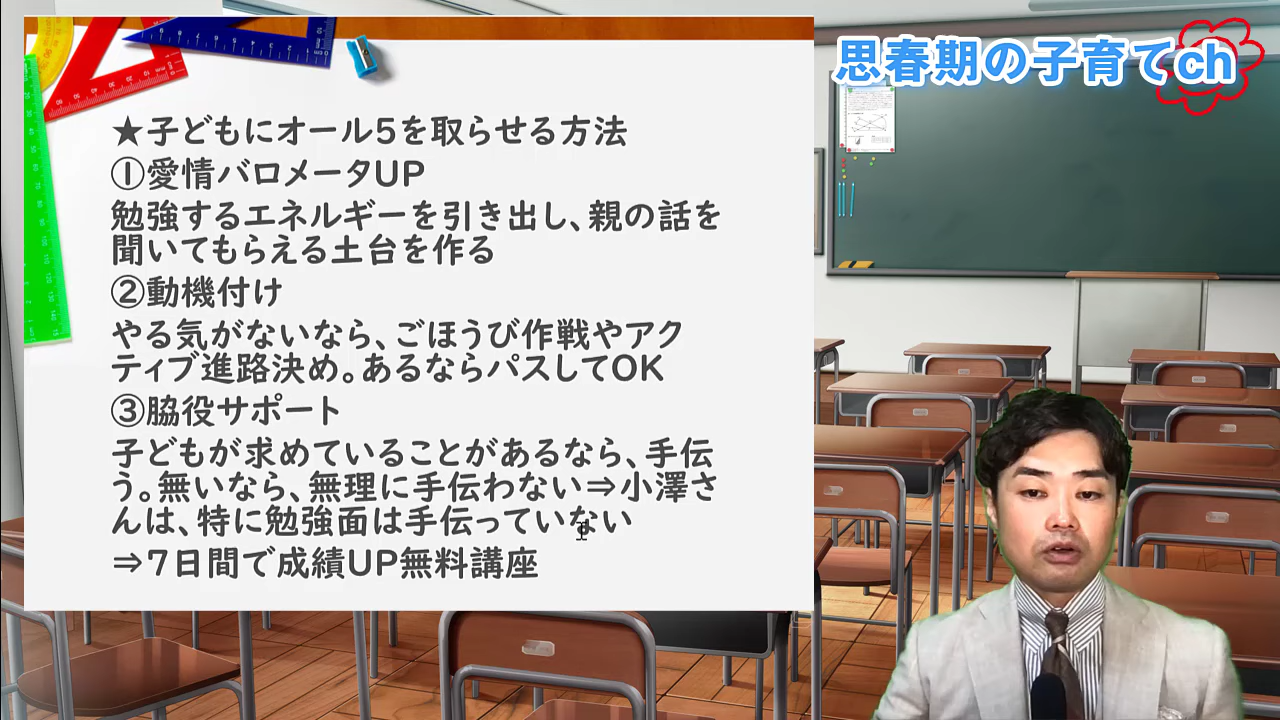 思春期の子育てch
★子どもにオール5を取らせる方法
①愛情バロメータUP
勉強するエネルギーを引き出し、親の話を
聞いてもらえる土台を作る
②動機付け
やる気がないなら、ごほうび作戦やアク
ティブ進路決め。あるならパスしてOK
③脇役サポート
子どもが求めていることがあるなら、手伝
う。無いなら、無理に手伝わない⇒小澤さ
んは、特に勉強面は手伝っていない
⇒7日間で成績UP無料講座